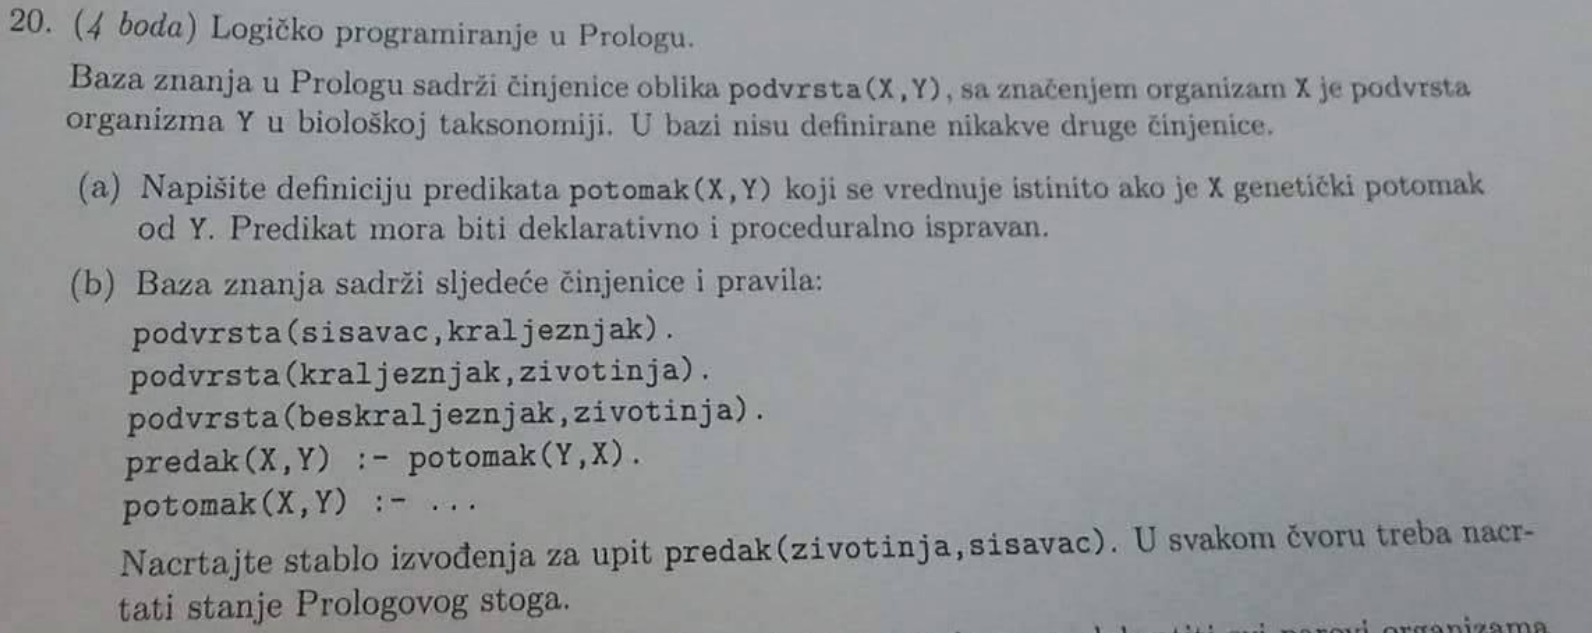 20. (4 boda) Logičko programiranje u Prologu.
Baza znanja u Prologu sadrži činjenice oblika podvrsta(X,Y), sa značenjem organizam X je podvrsta
organizma Y u biološkoj taksonomiji. U bazi nisu definirane nikakve druge činjenice.
(a) Napišite definiciju predikata potomak(X,Y) koji se vrednuje istinito ako je X genetički potomak
od Y. Predikat mora biti deklarativno i proceduralno ispravan.
(b) Baza znanja sadrži sljedeće činjenice i pravila:
podvrsta(sisavac,kraljeznjak).
podvrsta(kraljeznjak,zivotinja).
podvrsta(beskraljeznjak,zivotinja).
predak(X,Y) :- potomak(Y,X).
potomak(X,Y) :- ...
Nacrtajte stablo izvođenja za upit predak(zivotinja,sisavac). U svakom čvoru treba nacr-
tati stanje Prologovog stoga.
parovi organizama